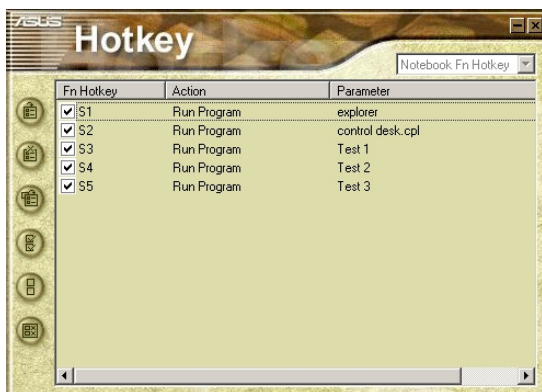 ASUS
Hotkey
Notebook Fn Hotkey
Fn Hotkey Action Parameter
S1 Run Program explorer
S2 Run Program control desk.cpl
S3 Run Program Test 1
S4 Run Program Test 2
S5 Run Program Test 3